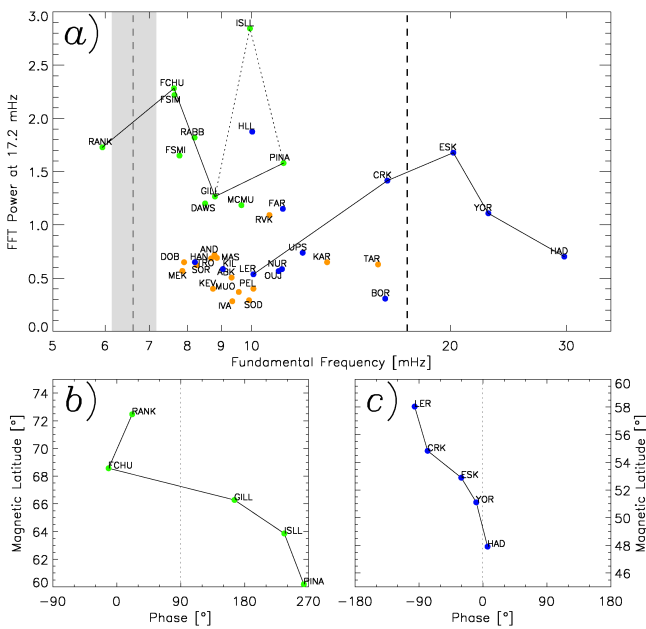 a)
3.0
2.5
2.0
1.5
1.0
0.5
0.0
FFT Power at 17.2 mHz
ISLL
FCHU
FSIM
HLL
RABB
RANK
FSMI
PINA
ESK
CRK
GILL
DAWS
MCMU
FAR
RVK
YOR
AND
UPS
HAD
DOB
HAN
MAS
KAR
TAR
SOR
KIL
LER
NUR
MEK
ABK
OUJ
KEV
MUO
PEL
IVA
SOD
BOR
5 6 7 8 9 10 20 30
Fundamental Frequency [mHz]
b)
74
72
70
68
66
64
62
60
Magnetic Latitude [°]
RANK
FCHU
GILL
ISLL
PINA
-90 0 90 180 270
Phase [°]
c)
60
58
56
54
52
50
48
46
Magnetic Latitude [°]
LER
CRK
ESK
YOR
HAD
-180 -90 0 90 180
Phase [°]